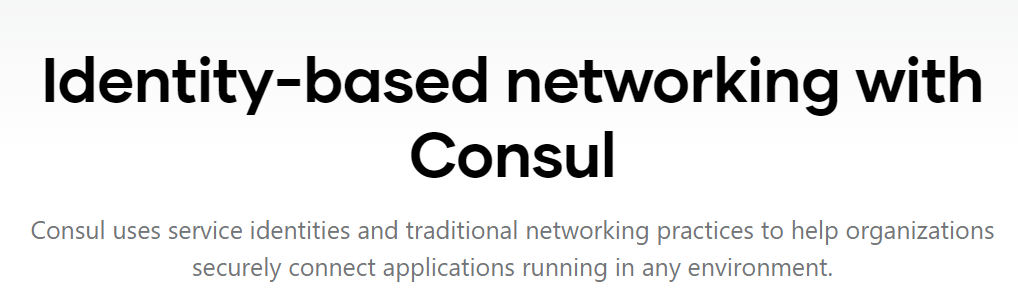 Identity-based networking with
Consul
Consul uses service identities and traditional networking practices to help organizations
securely connect applications running in any environment.